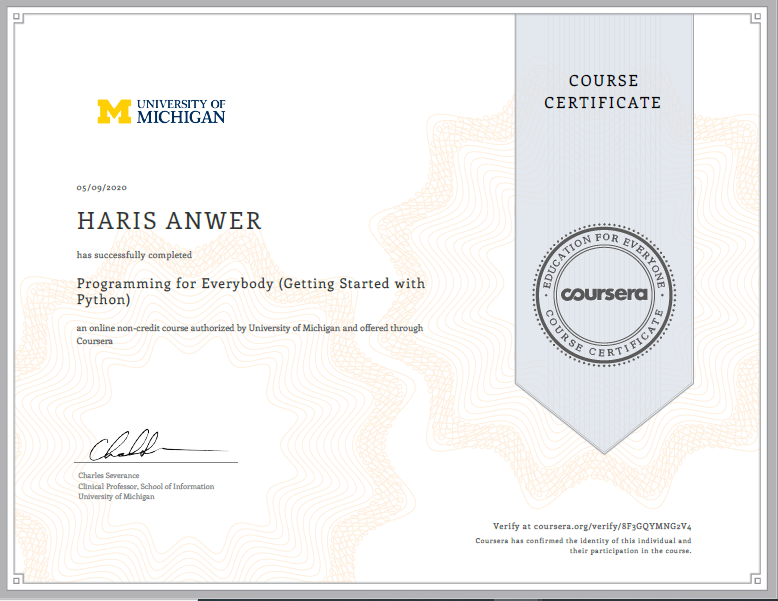 COURSE
CERTIFICATE
UNIVERSITY OF
MICHIGAN
05/09/2020
HARIS ANWER
has successfully completed
Programming for Everybody (Getting Started with
Python)
an online non-credit course authorized by University of Michigan and offered through
Coursera
EDUCATION FOR EVERYONE
coursera
COURSE CERTIFICATE
Charles Severance
Clinical Professor, School of Information
University of Michigan
Verify at coursera.org/verify/8F3GQYMNG2V4
Coursera has confirmed the identity of this individual and
their participation in the course.